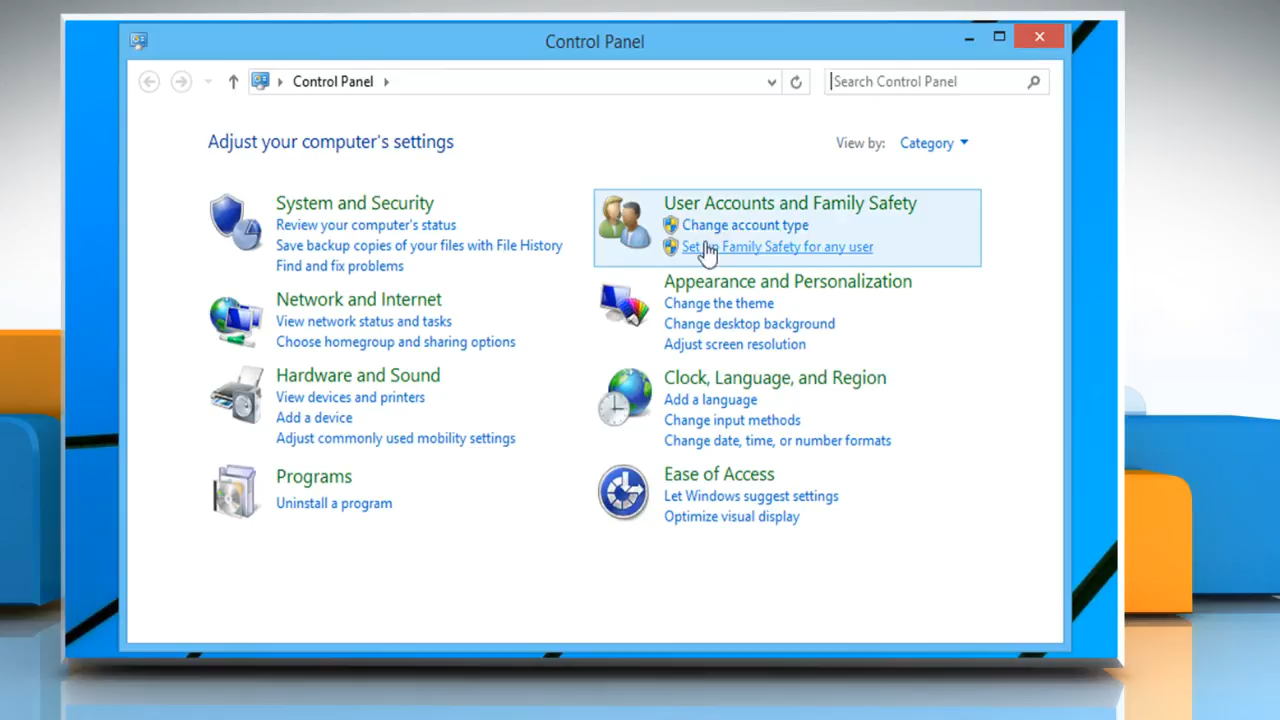 Control Panel
Control Panel
Search Control Panel
Adjust your computer's settings
View by: Category
System and Security
Review your computer's status
Save backup copies of your files with File History
Find and fix problems
Network and Internet
View network status and tasks
Choose homegroup and sharing options
Hardware and Sound
View devices and printers
Add a device
Adjust commonly used mobility settings
Programs
Uninstall a program
User Accounts and Family Safety
Change account type
Set up Family Safety for any user
Appearance and Personalization
Change the theme
Change desktop background
Adjust screen resolution
Clock, Language, and Region
Add a language
Change input methods
Change date, time, or number formats
Ease of Access
Let Windows suggest settings
Optimize visual display